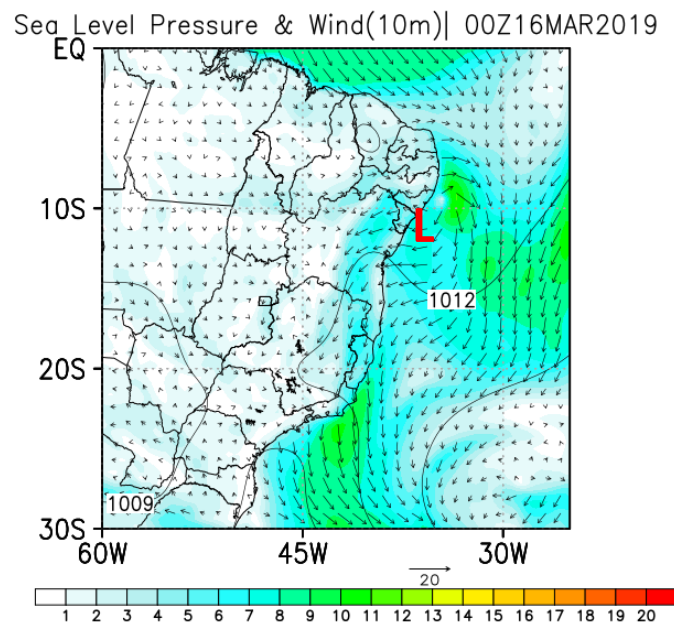 Sea Level Pressure & Wind(10m)| 00Z16MAR2019
EQ
10S
L
1012
20S
1009
30S
60W 45W 30W
20
1 2 3 4 5 6 7 8 9 10 11 12 13 14 15 16 17 18 19 20